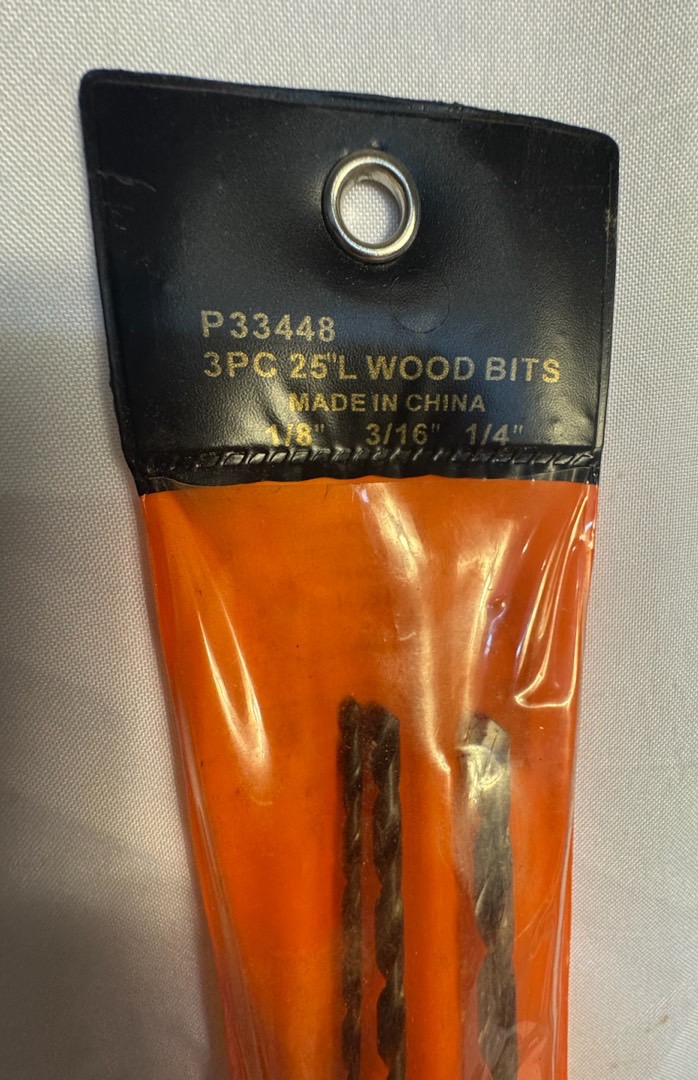 P33448
3PC 25"L WOOD BITS
MADE IN CHINA
1/8" 3/16" 1/4"